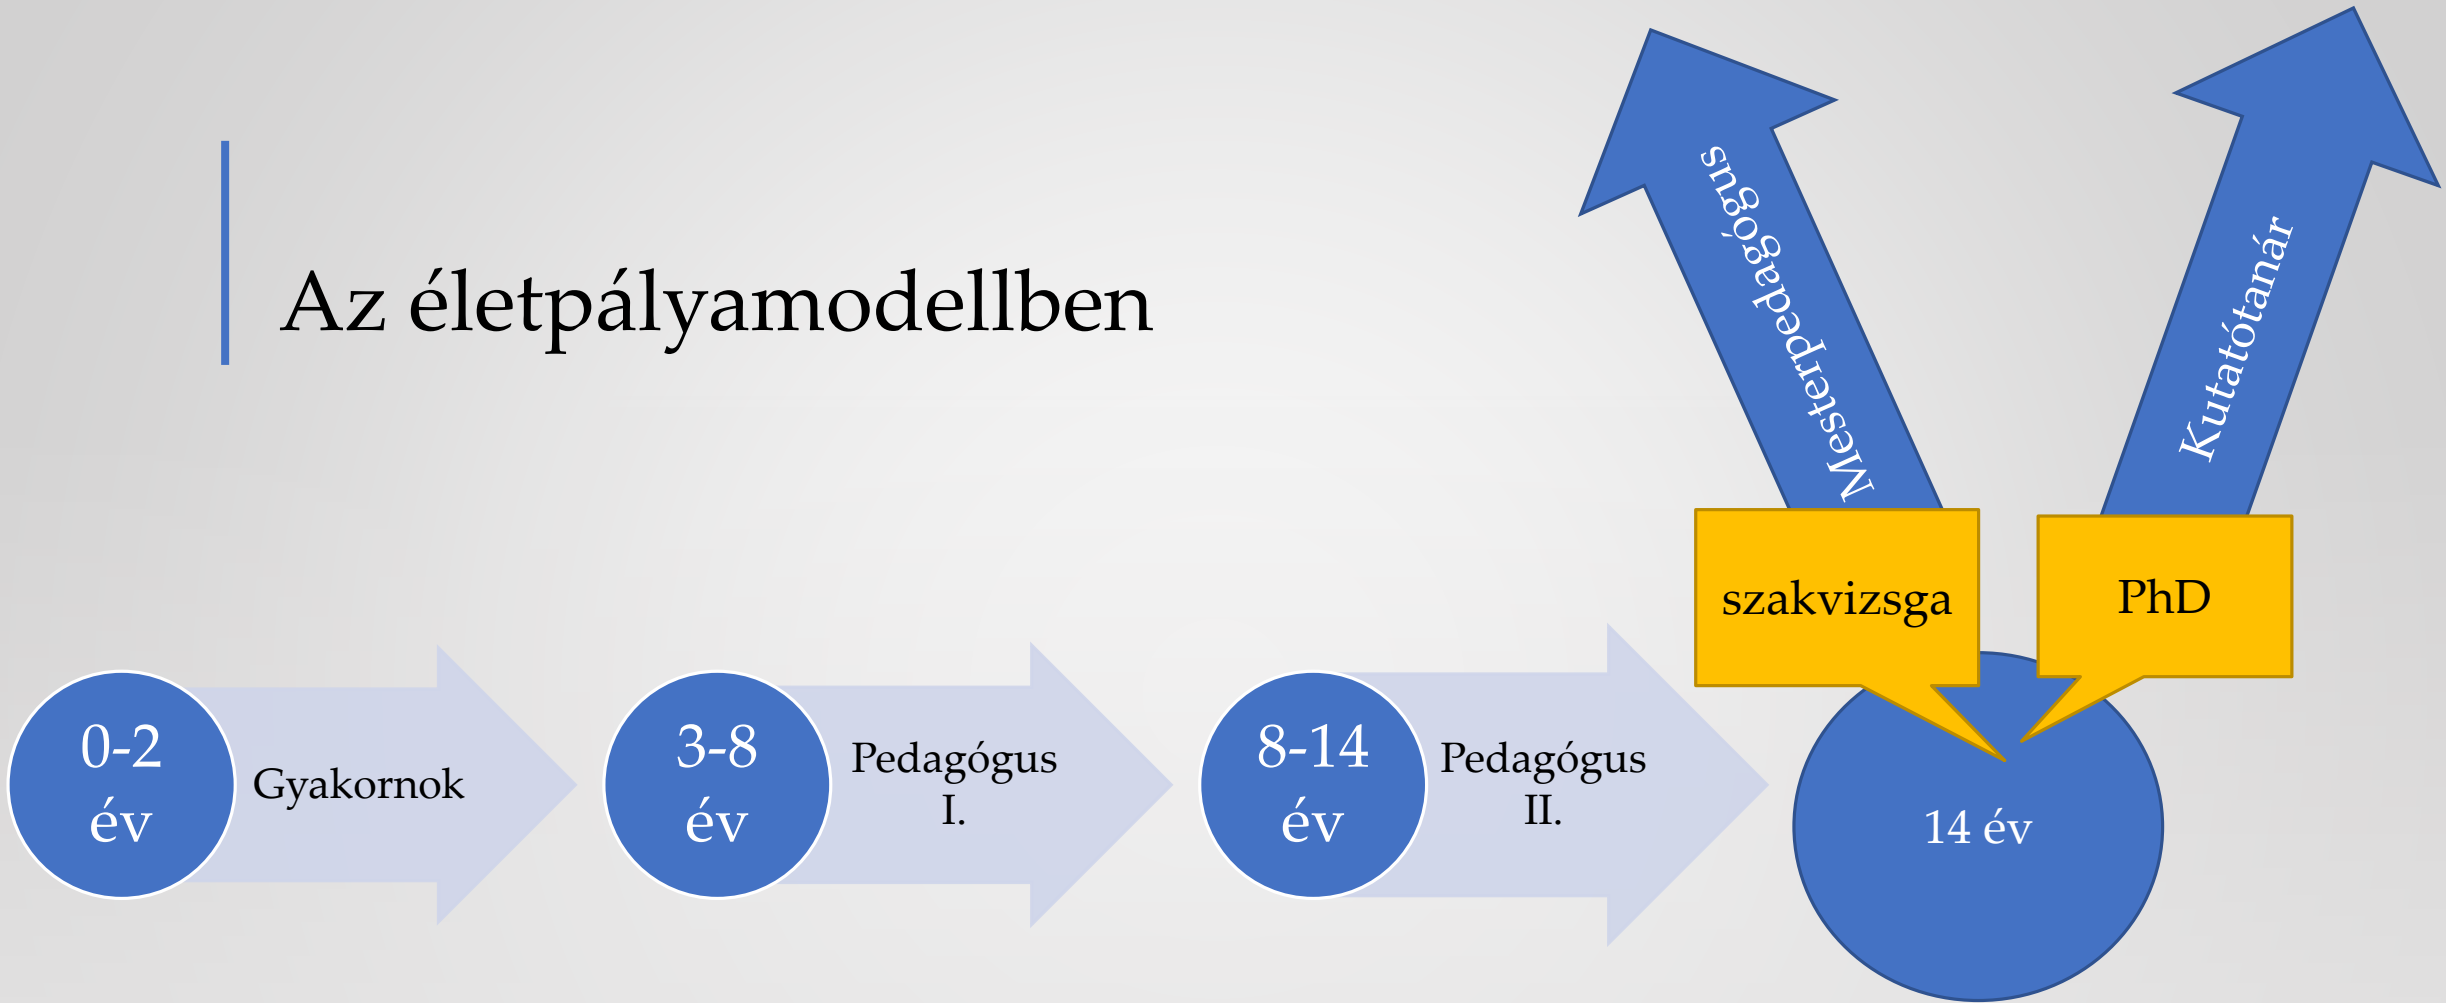 Az életpályamodellben
Mesterpedagógus
Kutatótanár
szakvizsga
PhD
0-2
év
Gyakornok
3-8
év
Pedagógus
I.
8-14
év
Pedagógus
II.
14 év